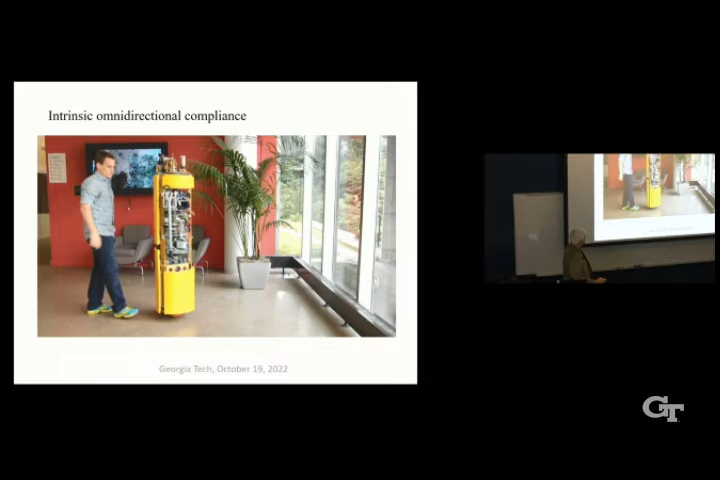 Intrinsic omnidirectional compliance
Georgia Tech, October 19, 2022
GT